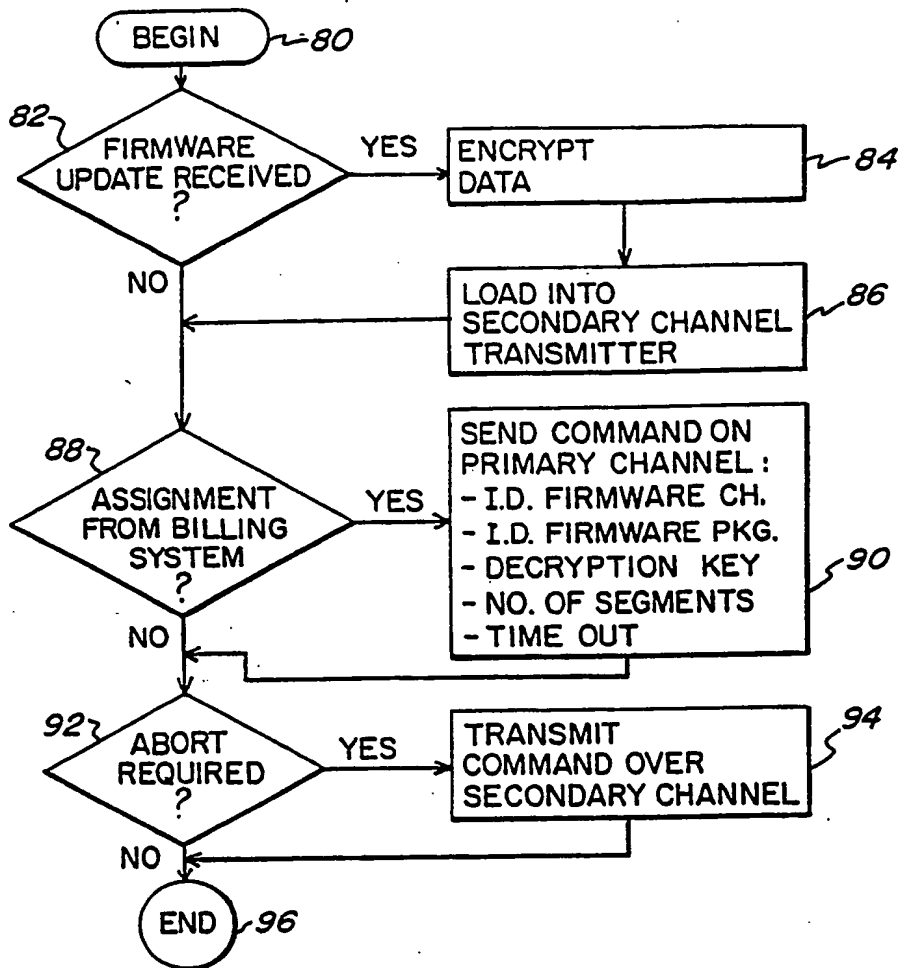 BEGIN
80
82
FIRMWARE
UPDATE RECEIVED
?
YES
NO
ENCRYPT
DATA
84
LOAD INTO
SECONDARY CHANNEL
TRANSMITTER
86
88
ASSIGNMENT
FROM BILLING
SYSTEM
?
YES
NO
SEND COMMAND ON
PRIMARY CHANNEL:
- I.D. FIRMWARE CH.
- I.D. FIRMWARE PKG.
- DECRYPTION KEY
- NO. OF SEGMENTS
- TIME OUT
90
92
ABORT
REQUIRED
?
YES
NO
TRANSMIT
COMMAND OVER
SECONDARY CHANNEL
94
END
96